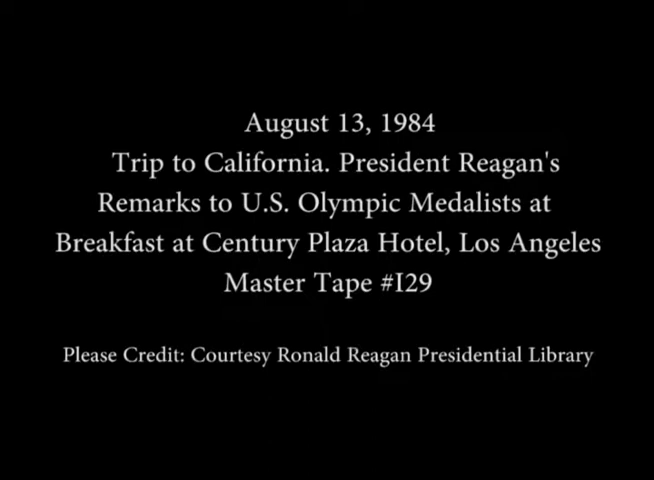 August 13, 1984
Trip to California. President Reagan's
Remarks to U.S. Olympic Medalists at
Breakfast at Century Plaza Hotel, Los Angeles
Master Tape #I29
Please Credit: Courtesy Ronald Reagan Presidential Library